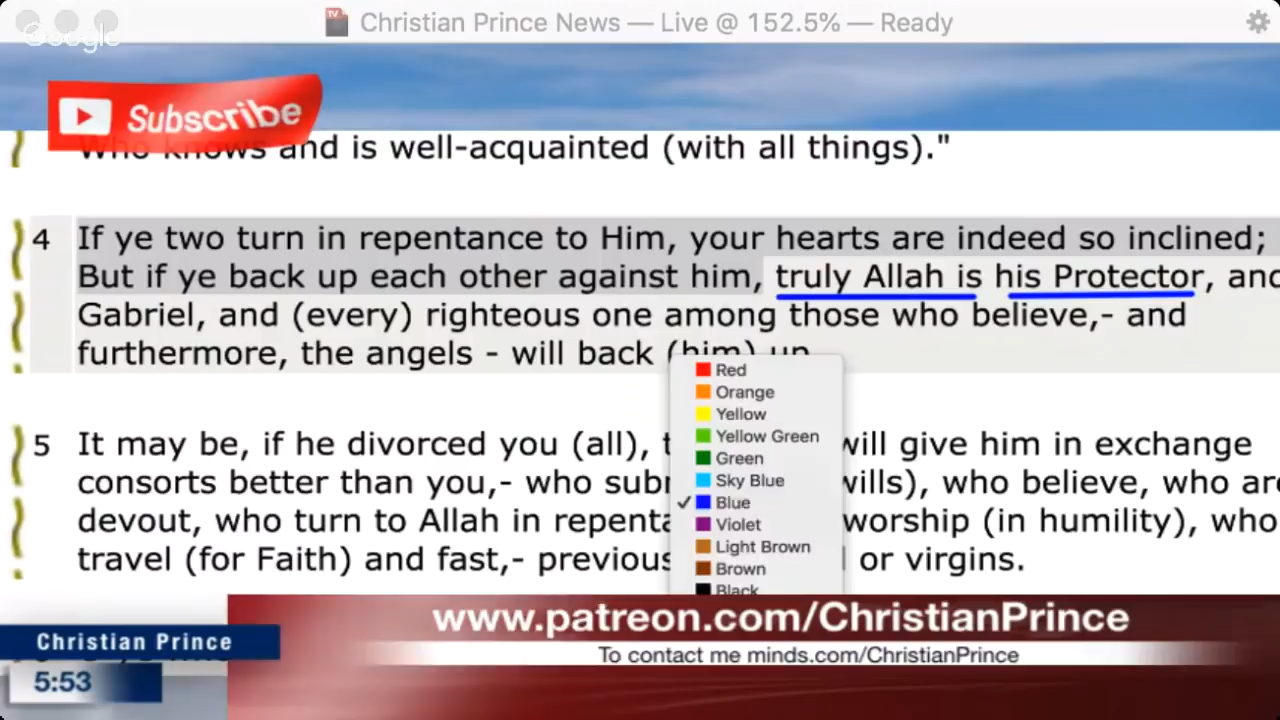 Christian Prince News — Live @ 152.5% — Ready
Google
Subscribe
Who knows and is well-acquainted (with all things)."
4 If ye two turn in repentance to Him, your hearts are indeed so inclined;
But if ye back up each other against him, truly Allah is his Protector, and
Gabriel, and (every) righteous one among those who believe,- and
furthermore, the angels - will back (him) up.
Red
Orange
Yellow
Yellow Green
Green
Sky Blue
Blue
Violet
Light Brown
Brown
Black
5 It may be, if he divorced you (all), will give him in exchange
consorts better than you,- who wills), who believe, who are
devout, who turn to Allah in worship (in humility), who
travel (for Faith) and fast,- or virgins.
www.patreon.com/ChristianPrince
Christian Prince
To contact me minds.com/ChristianPrince
5:53